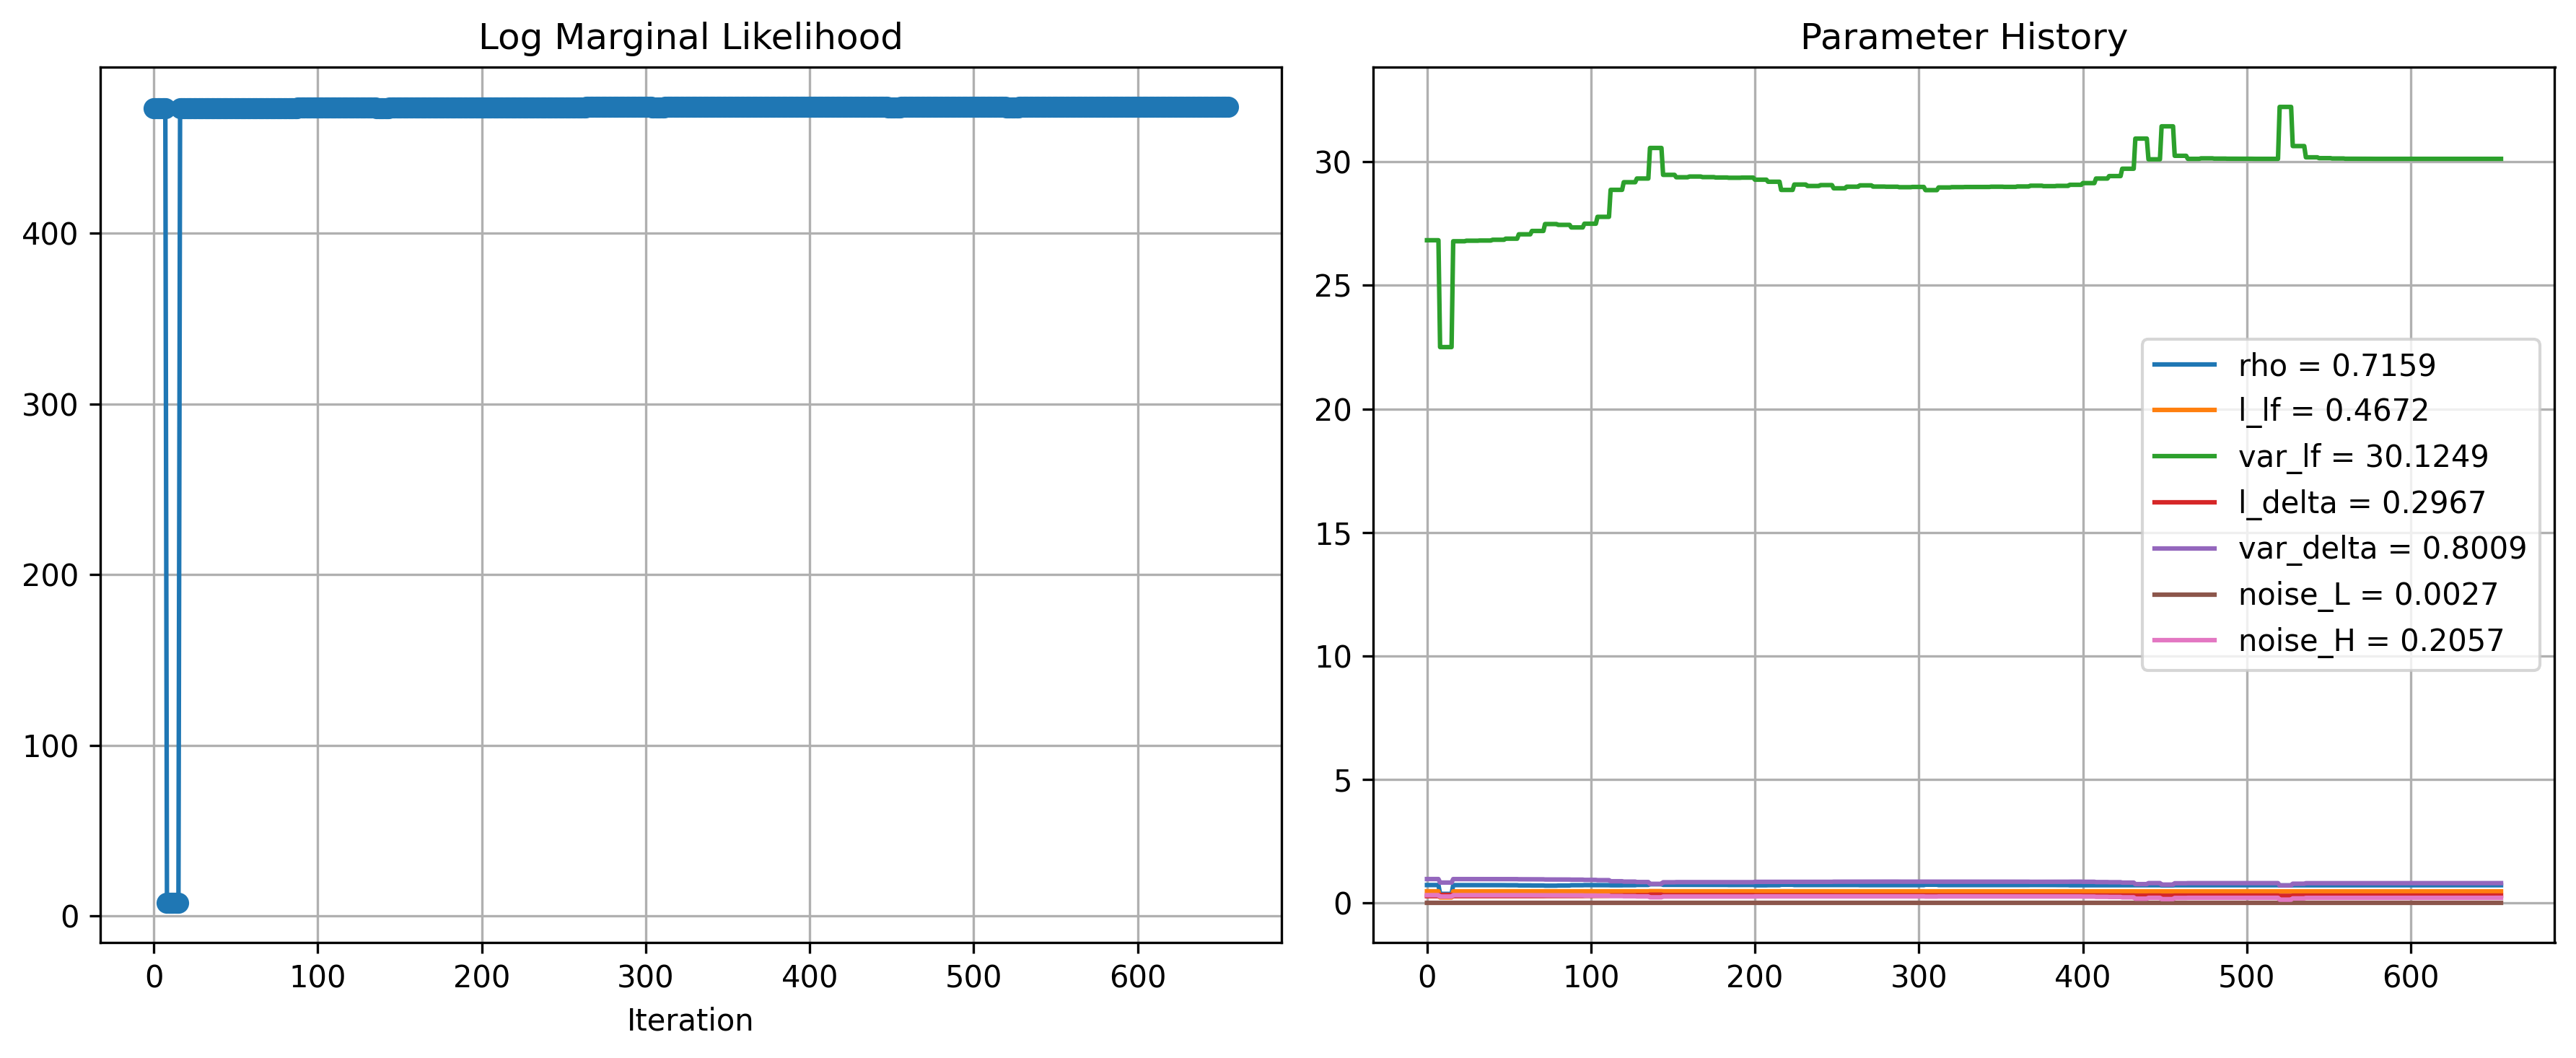 Log Marginal Likelihood
400
300
200
100
0
0 100 200 300 400 500 600
Iteration
Parameter History
30
25
20
15
10
5
0
0 100 200 300 400 500 600
rho = 0.7159
l_lf = 0.4672
var_lf = 30.1249
l_delta = 0.2967
var_delta = 0.8009
noise_L = 0.0027
noise_H = 0.2057